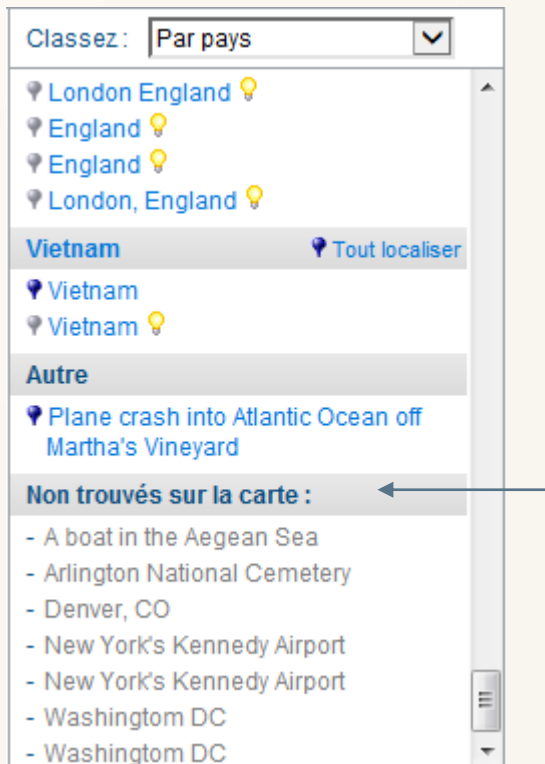 Classez : Par pays
London England
England
England
London, England
Vietnam Tout localiser
Vietnam
Vietnam
Autre
Plane crash into Atlantic Ocean off
Martha's Vineyard
Non trouvés sur la carte :
- A boat in the Aegean Sea
- Arlington National Cemetery
- Denver, CO
- New York's Kennedy Airport
- New York's Kennedy Airport
- Washingtom DC
- Washingtom DC